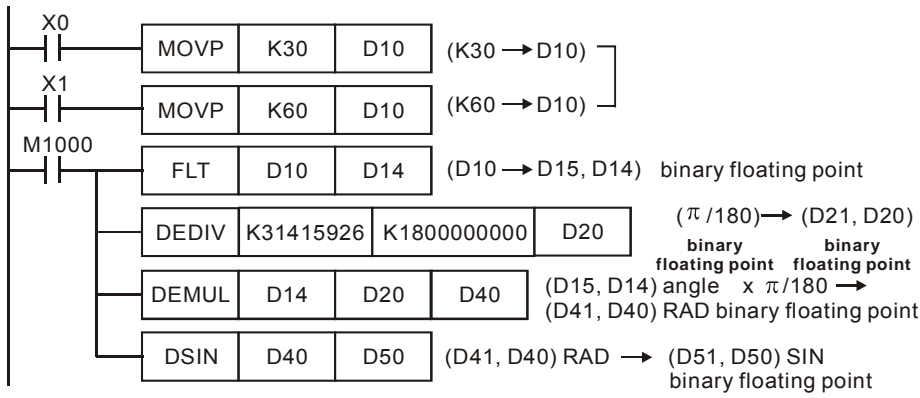 X0
MOVP K30 D10 (K30 → D10)
X1
MOVP K60 D10 (K60 → D10)
M1000
FLT D10 D14 (D10 → D15, D14) binary floating point
DEDIV K31415926 K1800000000 D20 (π /180) → (D21, D20)
binary floating point binary floating point
DEMUL D14 D20 D40 (D15, D14) angle x π /180 →
(D41, D40) RAD binary floating point
DSIN D40 D50 (D41, D40) RAD → (D51, D50) SIN
binary floating point